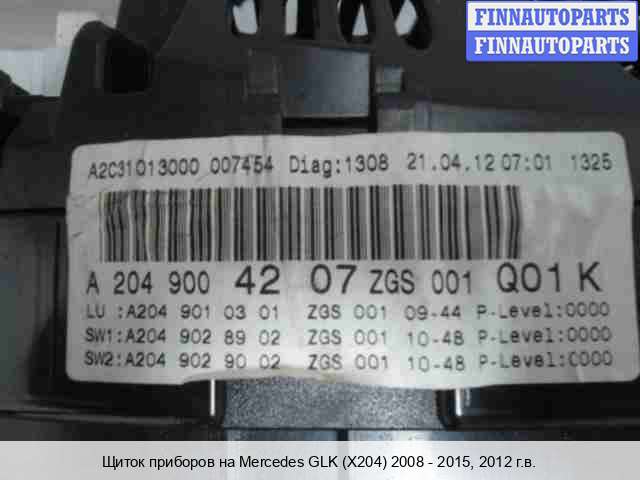 FINNAUTOPARTS
FINNAUTOPARTS
A2C31013000 007454 Diag:1308 21.04.12 07:01 1325
A 204 900 42 07 ZGS 001 Q01 K
LU :A204 901 03 01 ZGS 001 09-44 P-Level:0000
SW1:A204 902 89 02 ZGS 001 10-48 P-Level:0000
SW2:A204 902 90 02 ZGS 001 10-48 P-Level:0000
Щиток приборов на Mercedes GLK (X204) 2008 - 2015, 2012 г.в.